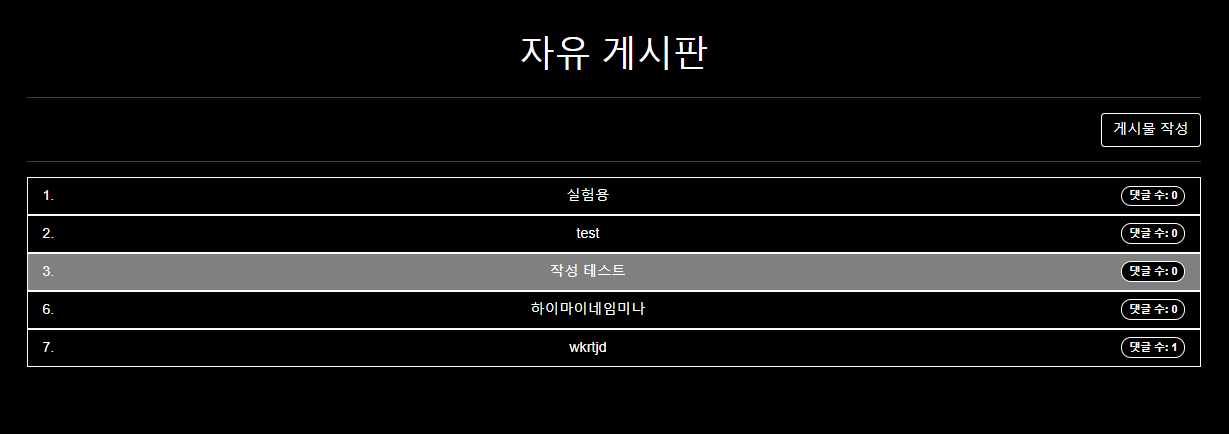 자유 게시판
게시물 작성
1. 실험용 댓글 수: 0
2. test 댓글 수: 0
3. 작성 테스트 댓글 수: 0
6. 하이마이네임미나 댓글 수: 0
7. wkrtjd 댓글 수: 1